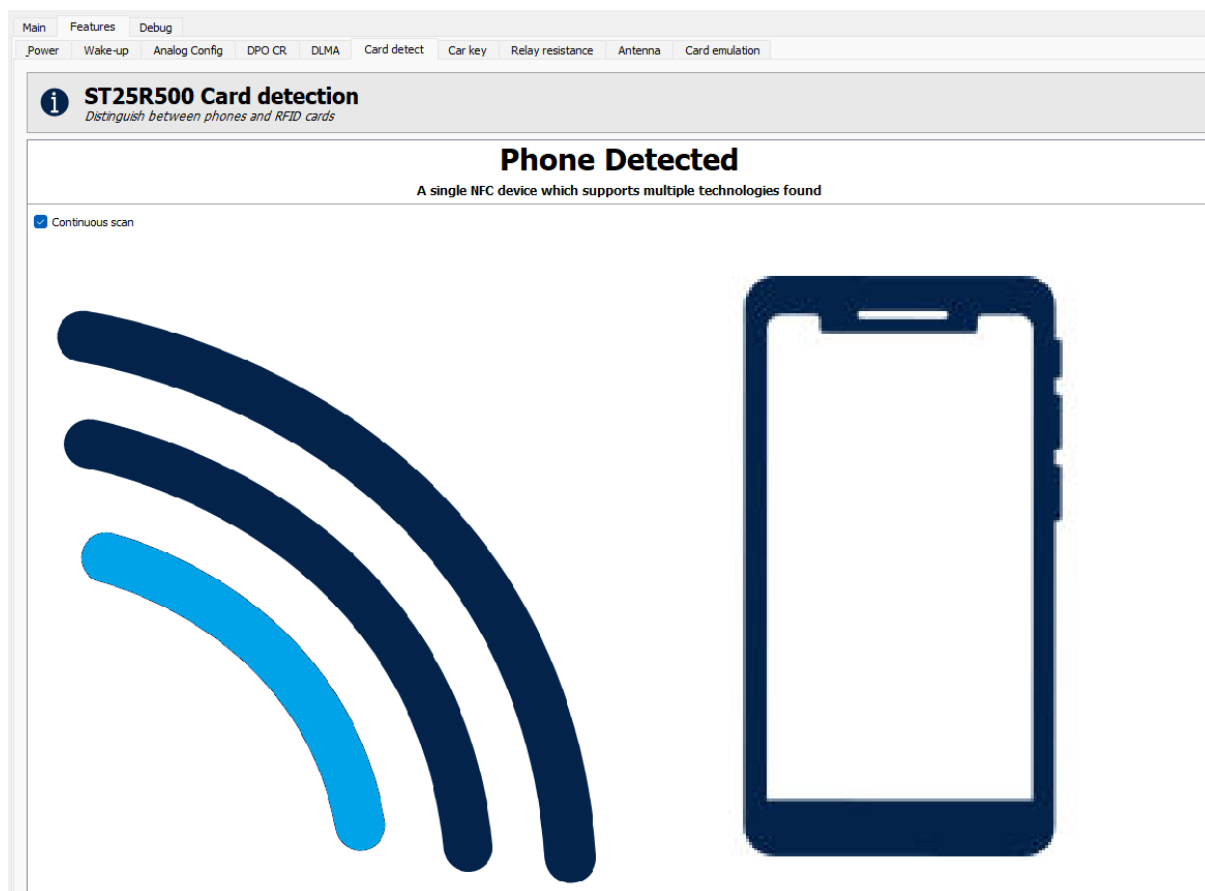 Main Features Debug
Power Wake-up Analog Config DPO CR DLMA Card detect Car key Relay resistance Antenna Card emulation
i ST25R500 Card detection
Distinguish between phones and RFID cards
Phone Detected
A single NFC device which supports multiple technologies found
Continuous scan